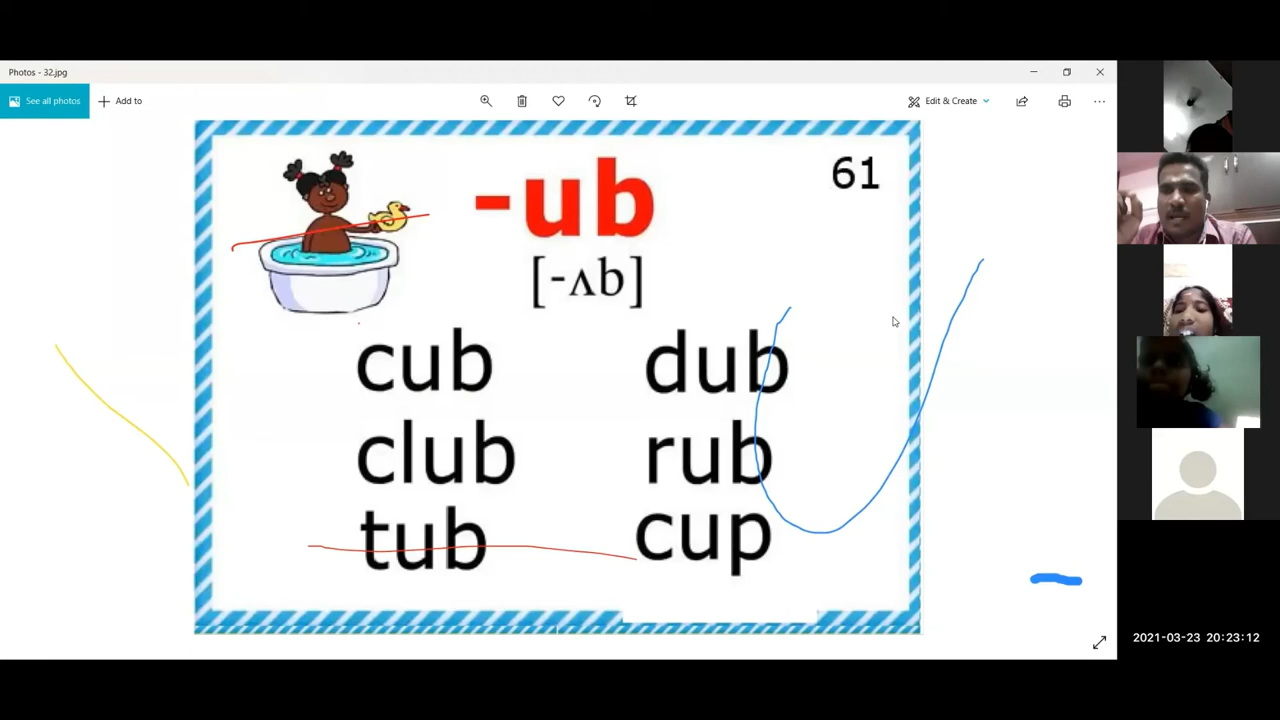 Photos - 32.jpg
See all photos
Add to
Edit & Create
-ub
61
[-ʌb]
cub
dub
club
rub
tub
cup
2021-03-23 20:23:12